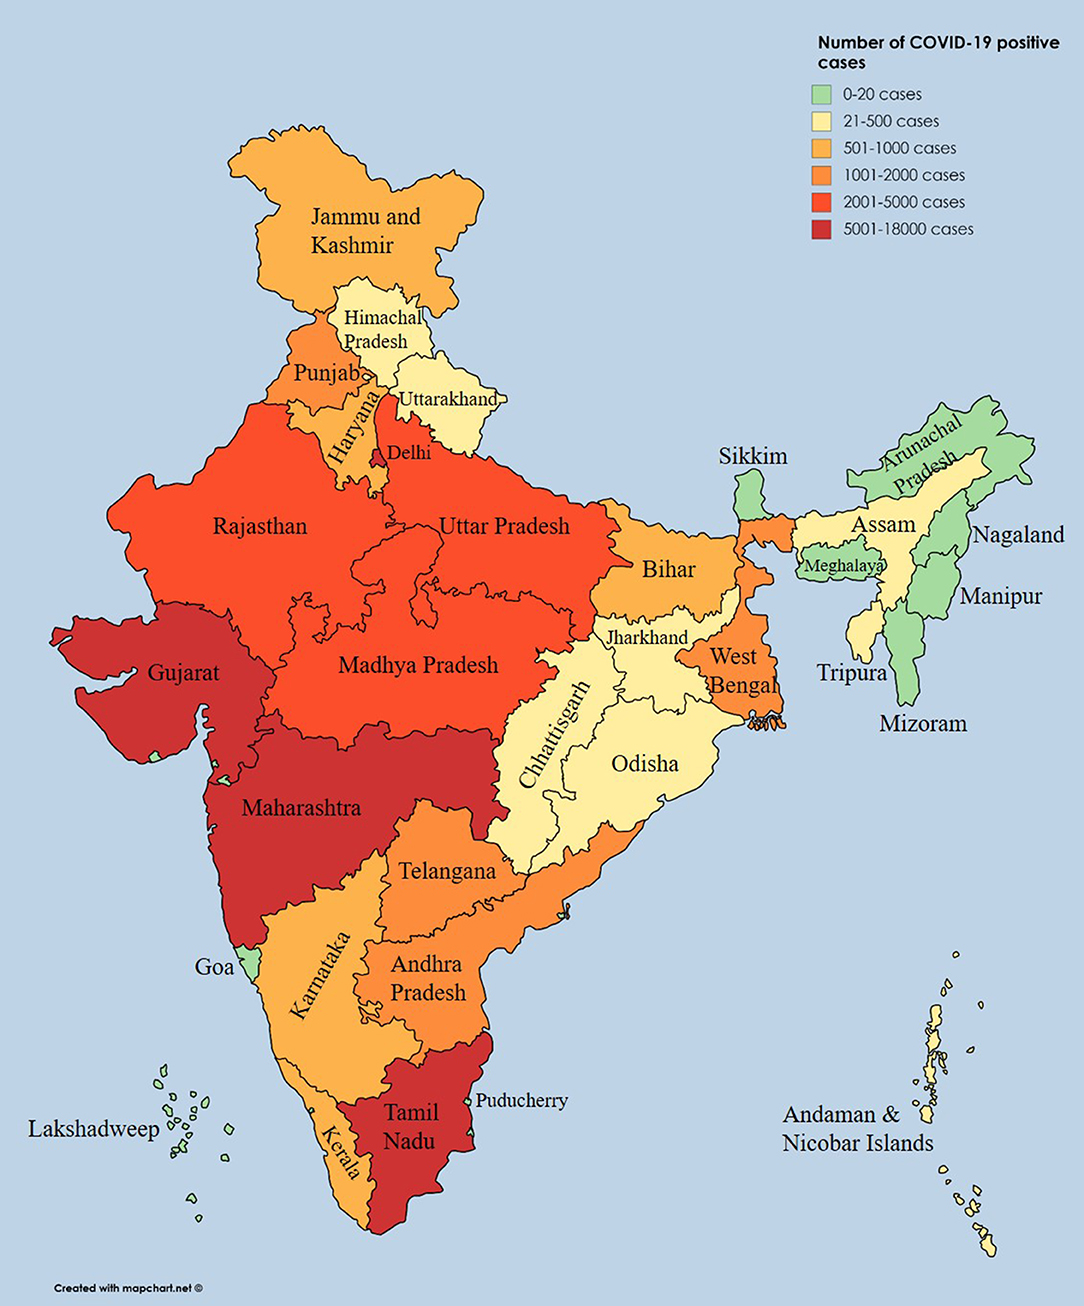 Number of COVID-19 positive
cases
0-20 cases
21-500 cases
501-1000 cases
1001-2000 cases
2001-5000 cases
5001-18000 cases
Jammu and
Kashmir
Himachal
Pradesh
Punjab
Uttarakhand
Haryana
Delhi
Rajasthan
Uttar Pradesh
Bihar
Sikkim
Arunachal
Pradesh
Assam
Nagaland
Meghalaya
Manipur
Tripura
Mizoram
Gujarat
Madhya Pradesh
Jharkhand
West
Bengal
Chhattisgarh
Odisha
Maharashtra
Telangana
Goa
Karnataka
Andhra
Pradesh
Puducherry
Tamil
Nadu
Kerala
Lakshadweep
Andaman &
Nicobar Islands
Created with mapchart.net ©